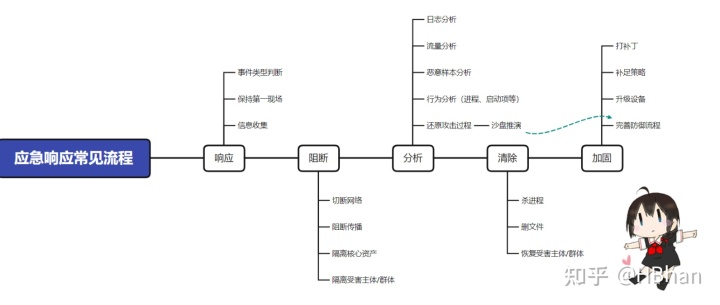 应急响应常见流程
响应
事件类型判断
保持第一现场
信息收集
阻断
切断网络
阻断传播
隔离核心资产
隔离受害主体/群体
分析
日志分析
流量分析
恶意样本分析
行为分析（进程、启动项等）
还原攻击过程
沙盘推演
清除
杀进程
删文件
恢复受害主体/群体
加固
打补丁
补足策略
升级设备
完善防御流程
知乎 @HBhan